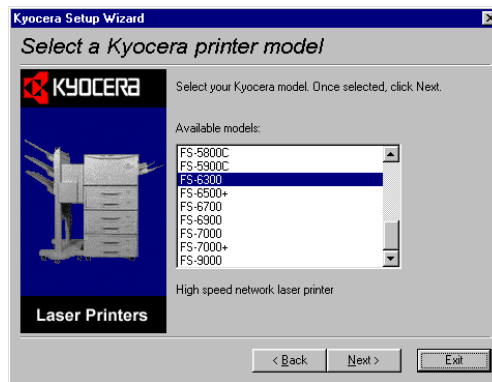 Kyocera Setup Wizard
Select a Kyocera printer model
KYOCERA
Select your Kyocera model. Once selected, click Next.
Available models:
FS-5800C
FS-5900C
FS-6300
FS-6500+
FS-6700
FS-6900
FS-7000
FS-7000+
FS-9000
High speed network laser printer
Laser Printers
< Back
Next >
Exit